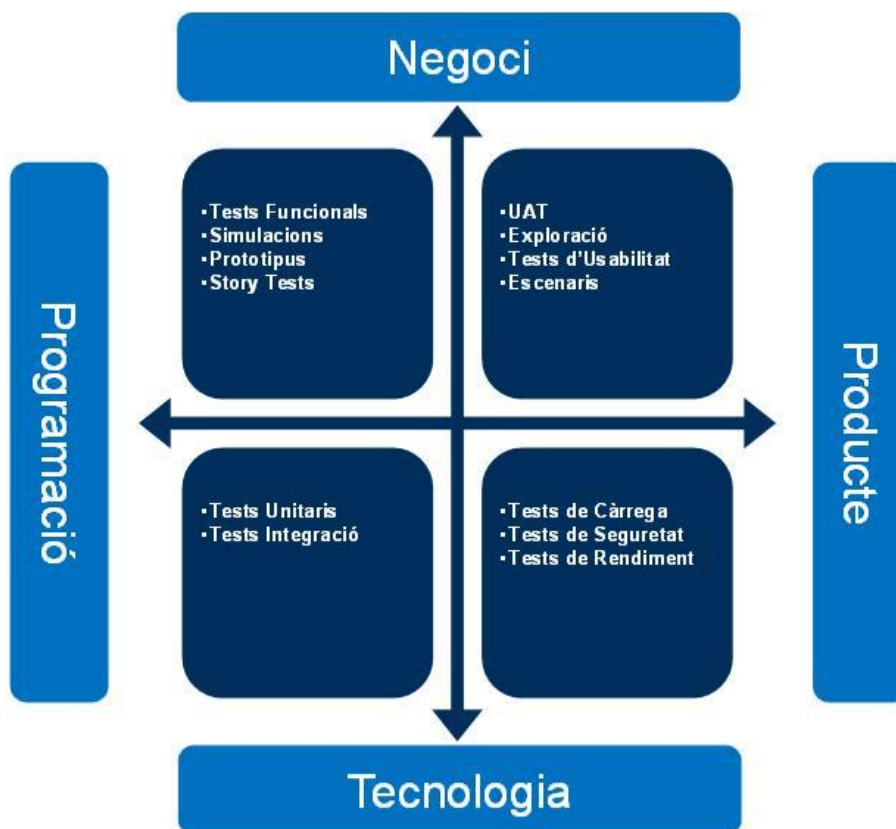 Negoci
Programació
▪Tests Funcionals
▪Simulacions
▪Prototipus
▪Story Tests
▪UAT
▪Exploració
▪Tests d'Usabilitat
▪Escenaris
Producte
▪Tests Unitaris
▪Tests Integració
▪Tests de Càrrega
▪Tests de Seguretat
▪Tests de Rendiment
Tecnologia